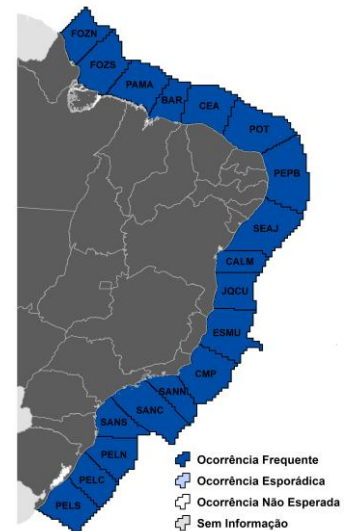 FOZN
FOZS
PAMA
BAR
CEA
POT
PEPB
SEAJ
CALM
JQCU
ESMU
CMP
SANN
SANC
SANS
PELN
PELC
PELS
Ocorrência Frequente
Ocorrência Esporádica
Ocorrência Não Esperada
Sem Informação